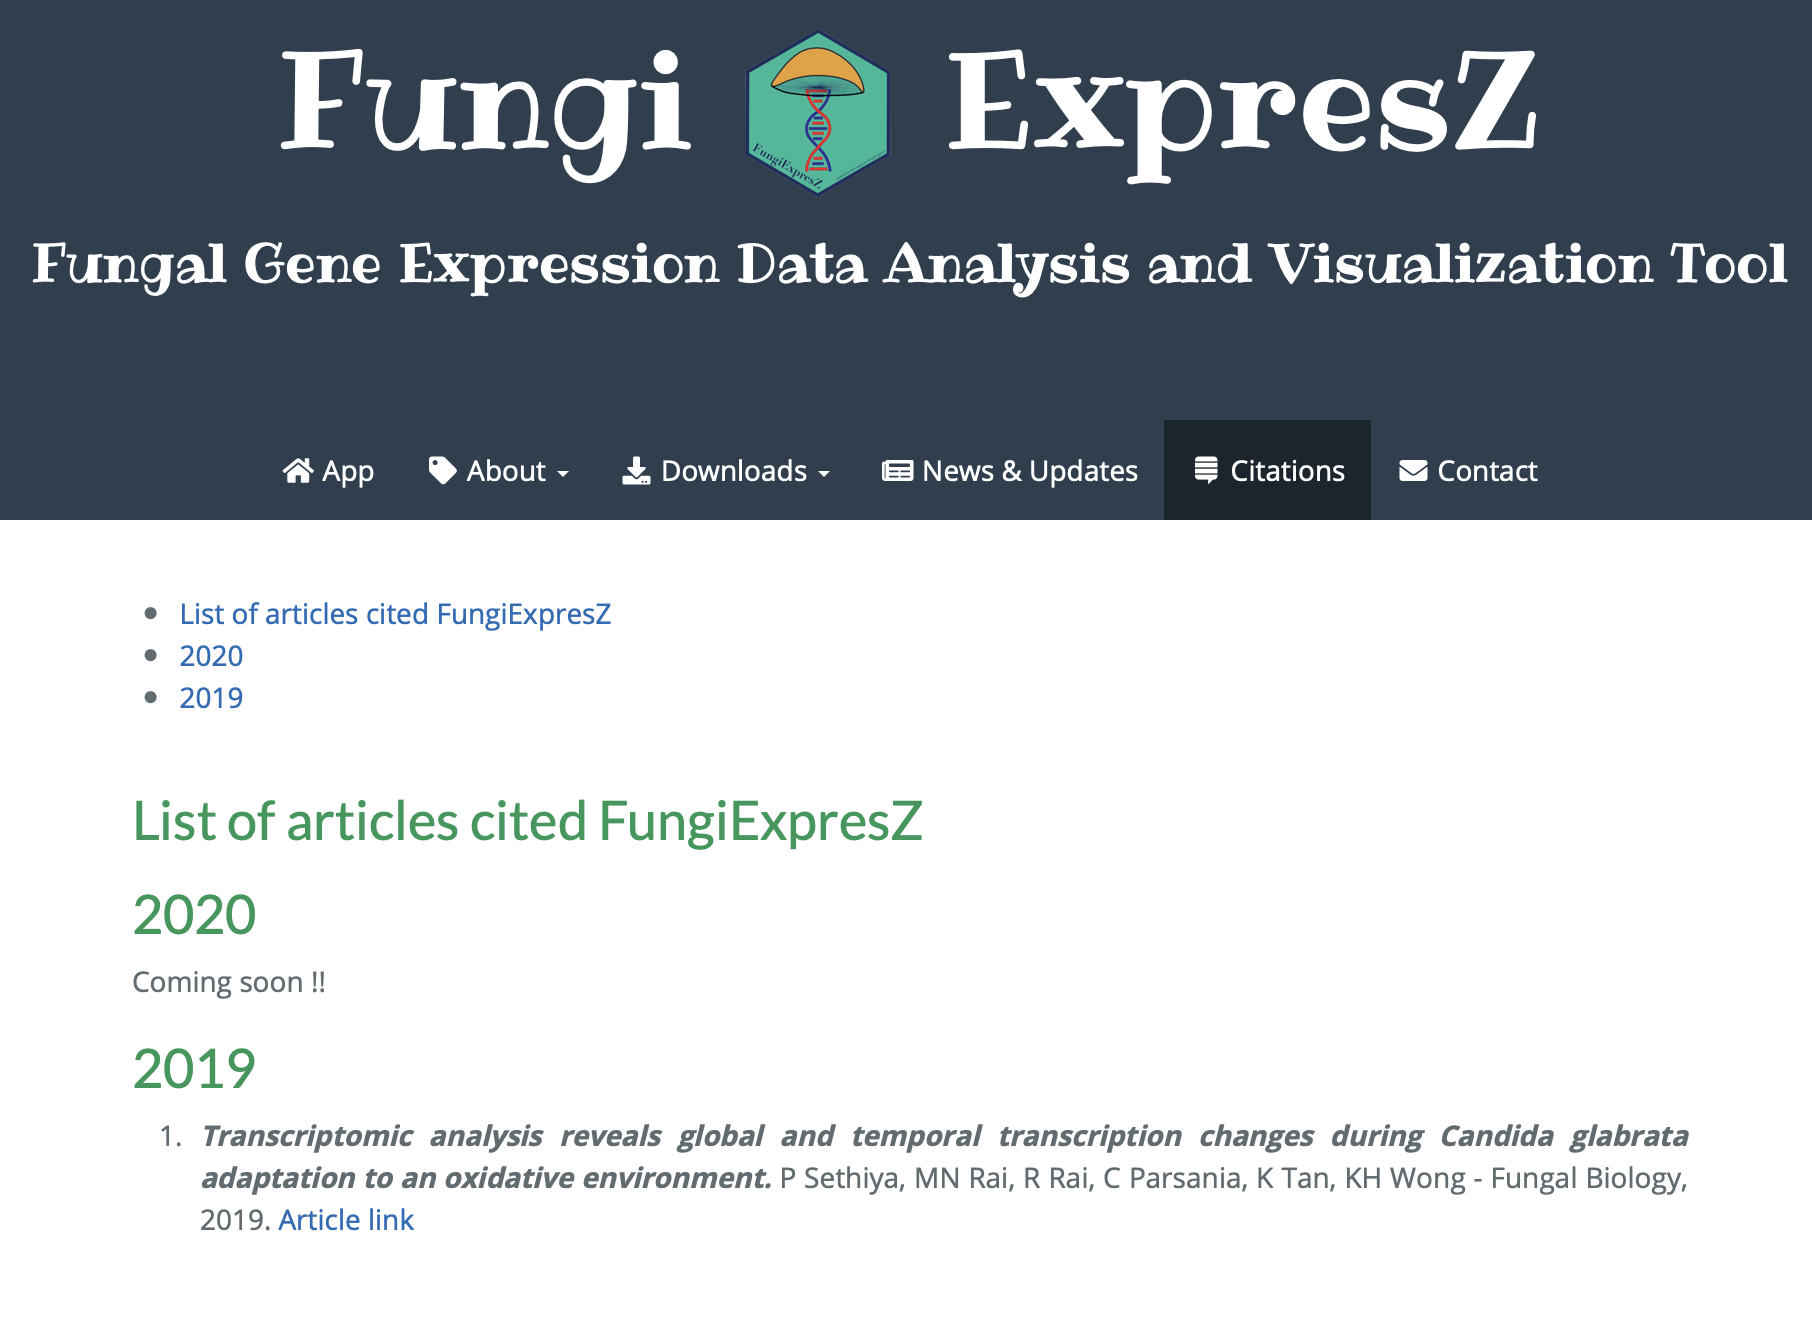 Fungi ExpresZ
FungiExpresZ
Fungal Gene Expression Data Analysis and Visualization Tool
App About Downloads News & Updates Citations Contact
List of articles cited FungiExpresZ
2020
2019
List of articles cited FungiExpresZ
2020
Coming soon !!
2019
1. Transcriptomic analysis reveals global and temporal transcription changes during Candida glabrata
adaptation to an oxidative environment. P Sethiya, MN Rai, R Rai, C Parsania, K Tan, KH Wong - Fungal Biology,
2019. Article link